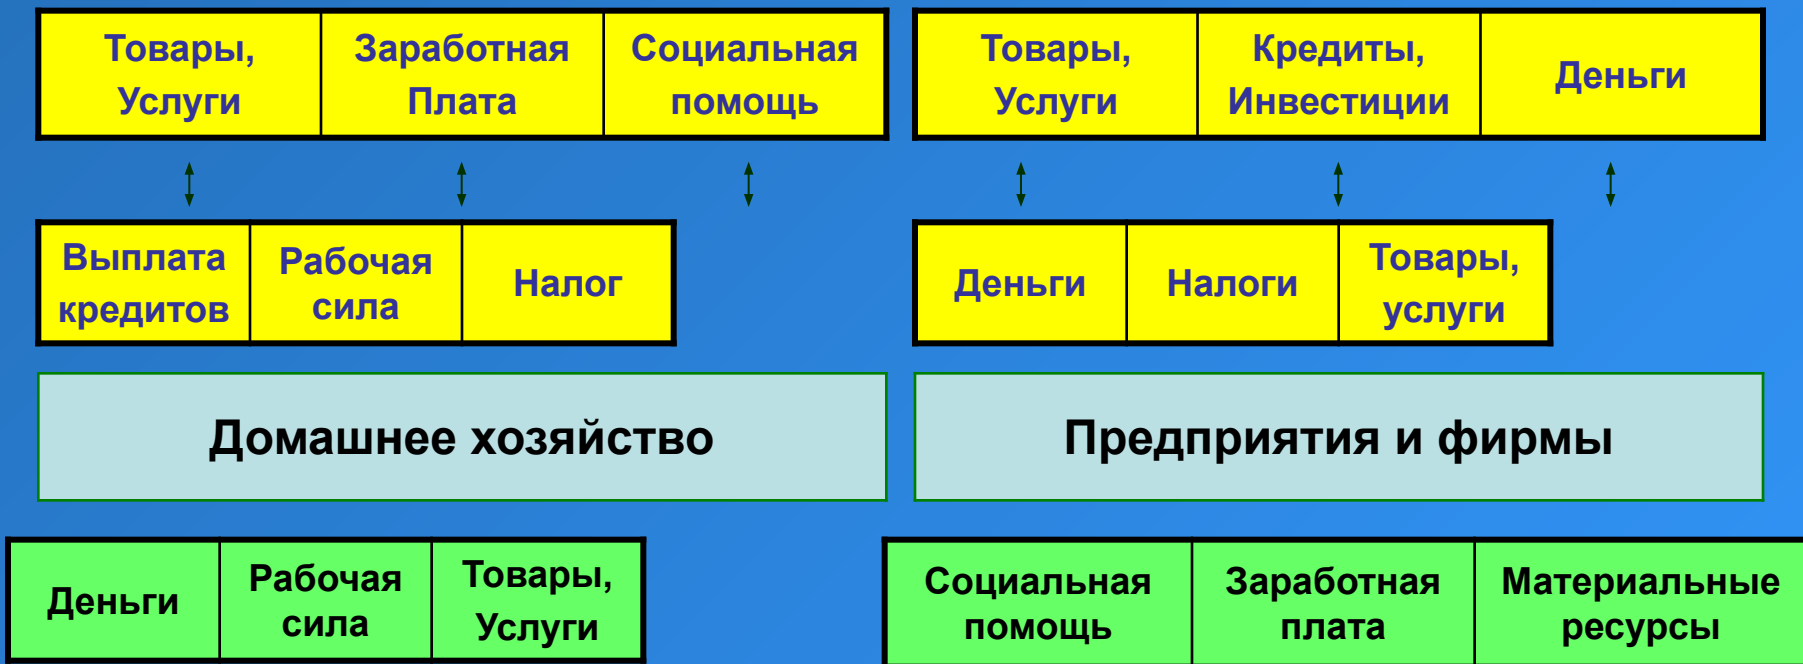 Товары,
Услуги
Заработная
Плата
Социальная
помощь
Товары,
Услуги
Кредиты,
Инвестиции
Деньги
Выплата
кредитов
Рабочая
сила
Налог
Деньги
Налоги
Товары,
услуги
Домашнее хозяйство
Предприятия и фирмы
Деньги
Рабочая
сила
Товары,
Услуги
Социальная
помощь
Заработная
плата
Материальные
ресурсы